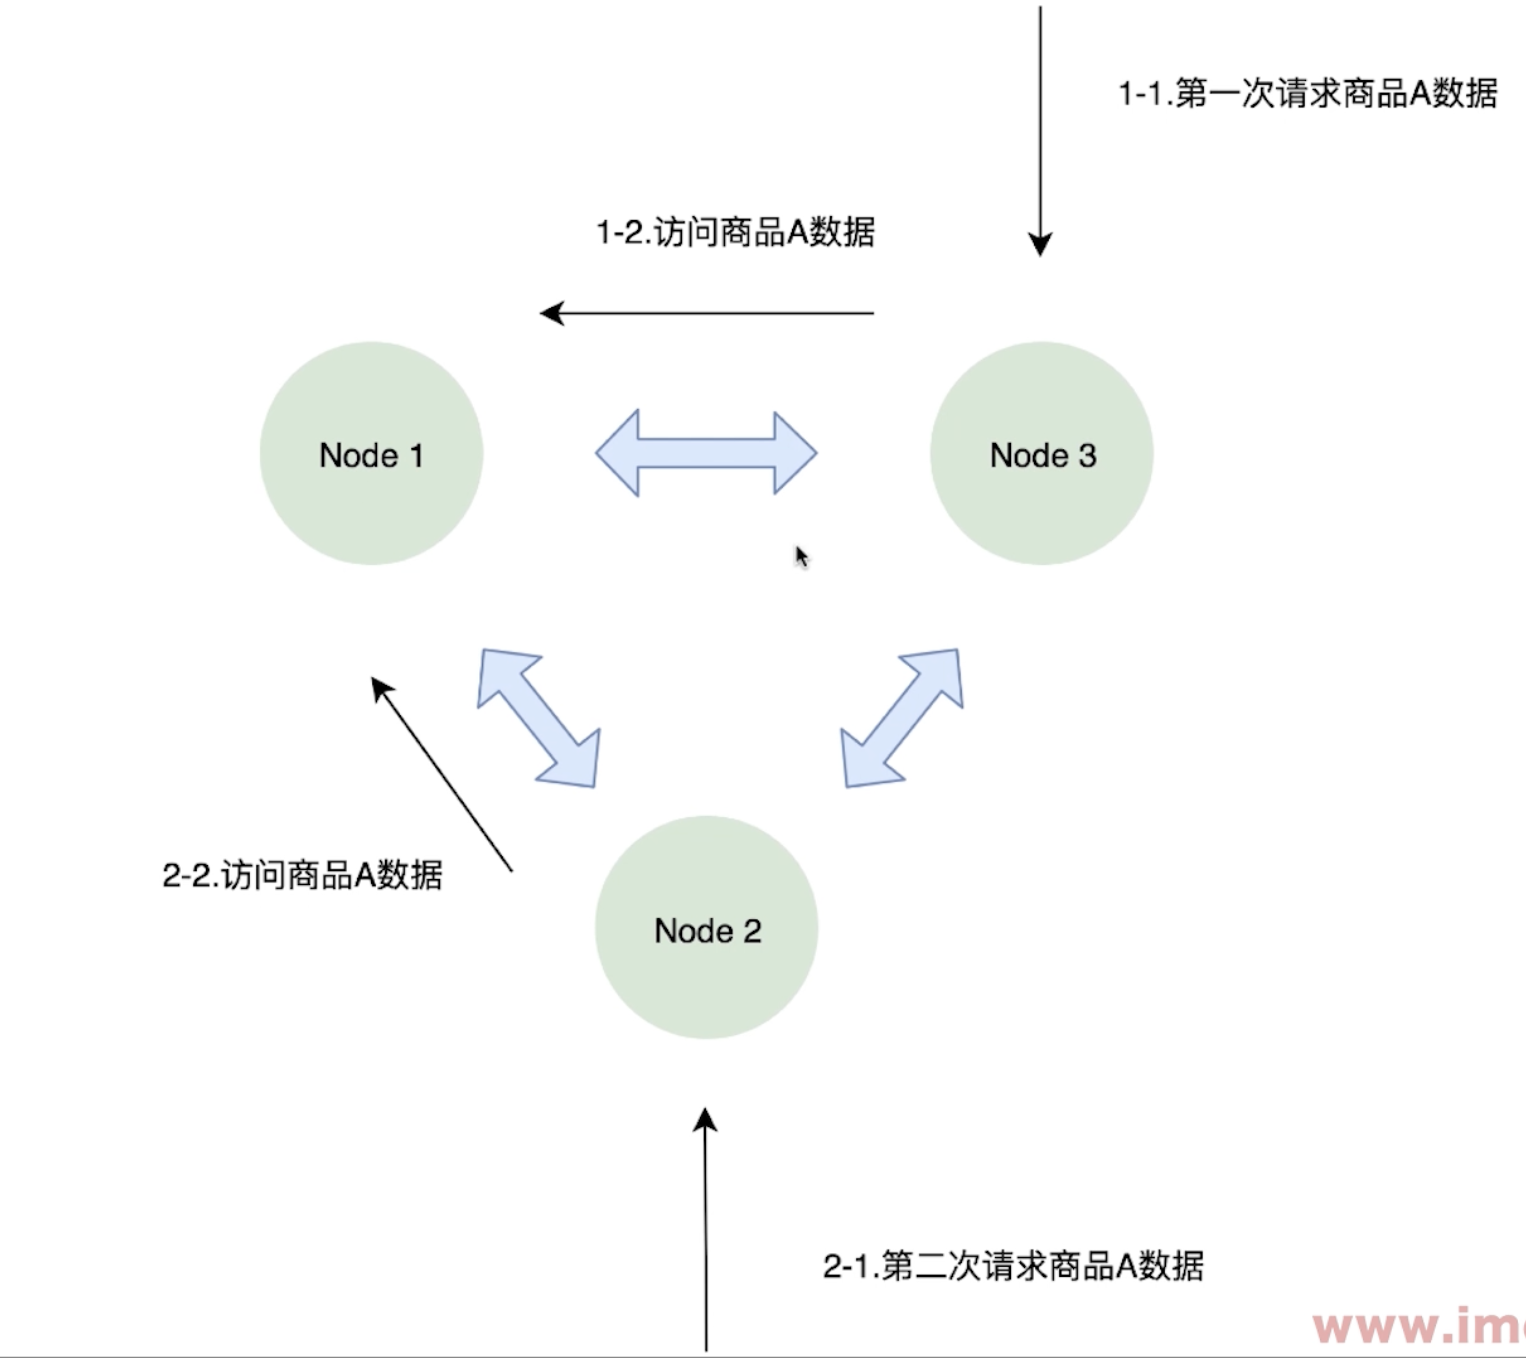 1-1.第一次请求商品A数据
1-2.访问商品A数据
Node 1
Node 3
2-2.访问商品A数据
Node 2
2-1.第二次请求商品A数据
www.im